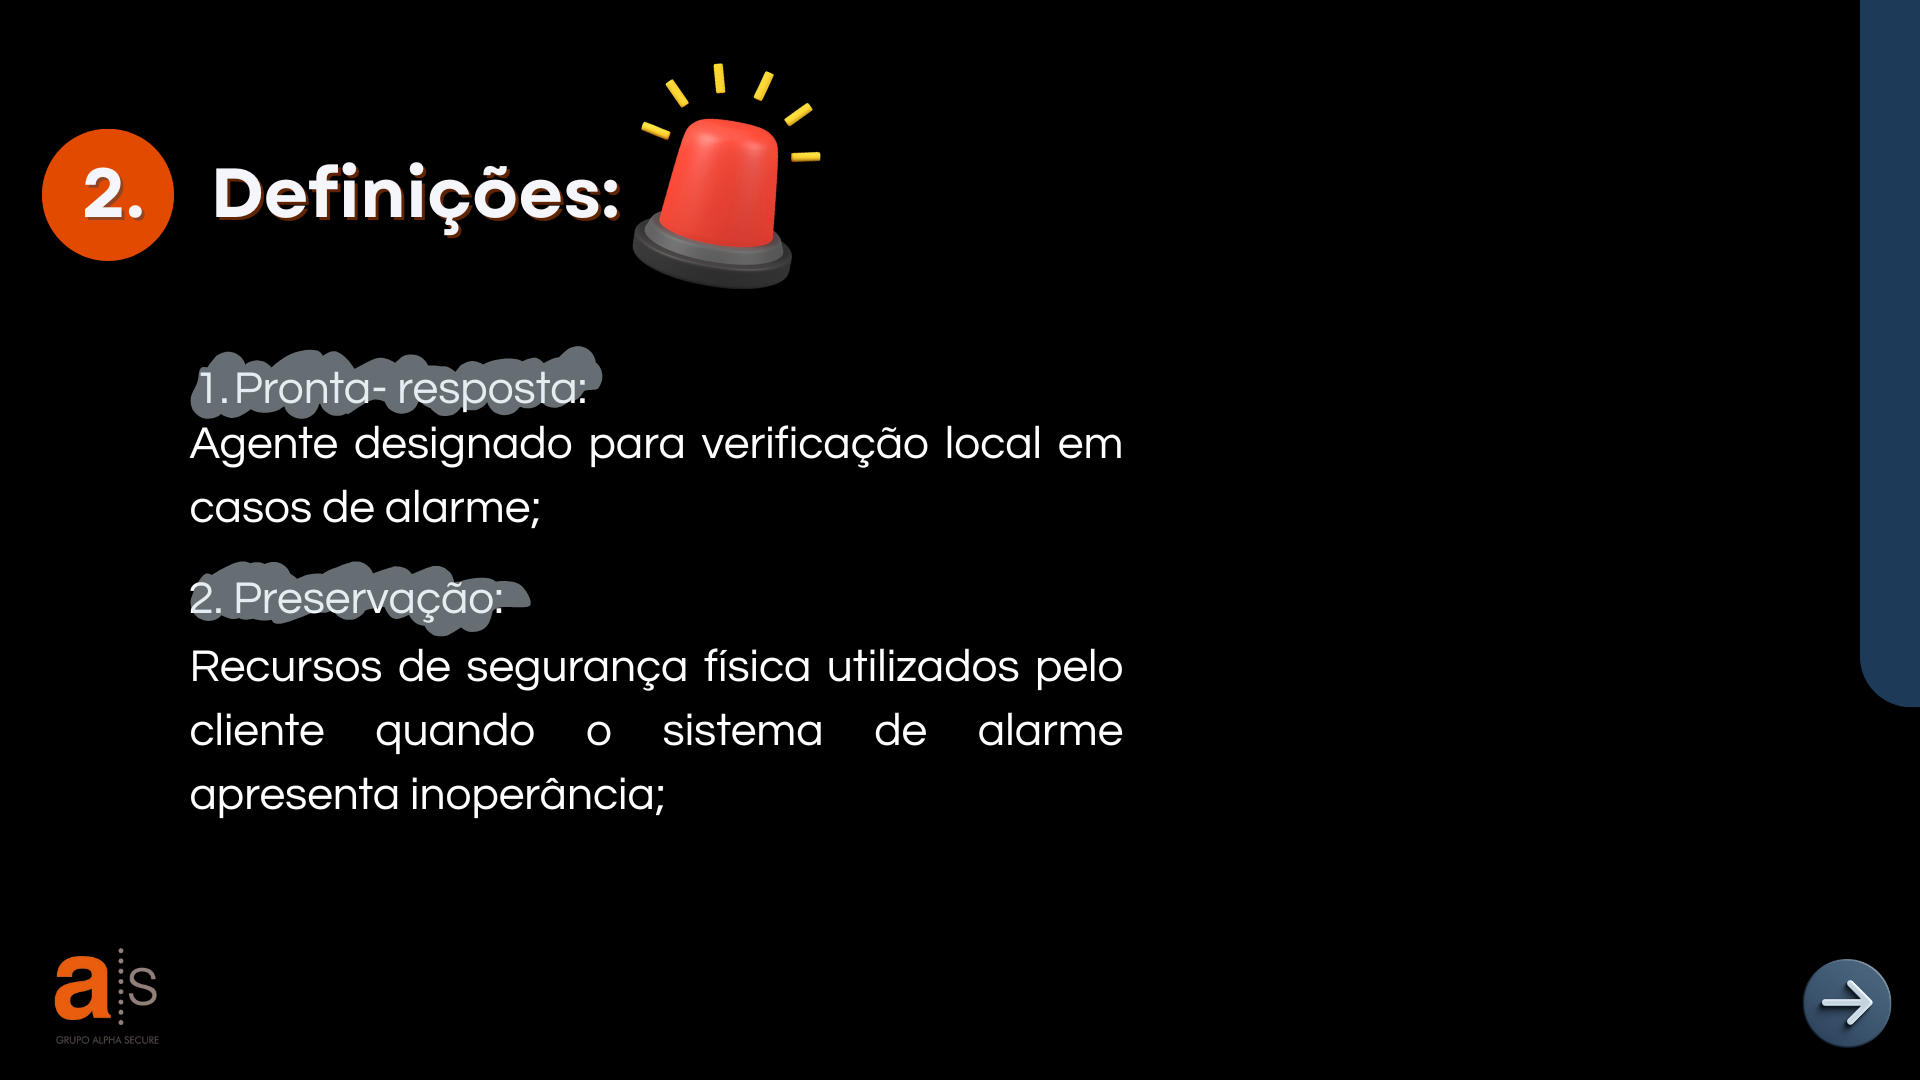 2. Definições:
1. Pronta- resposta:
Agente designado para verificação local em
casos de alarme;
2. Preservação:
Recursos de segurança física utilizados pelo
cliente quando o sistema de alarme
apresenta inoperância;
a s
GRUPO ALPHA SECURE